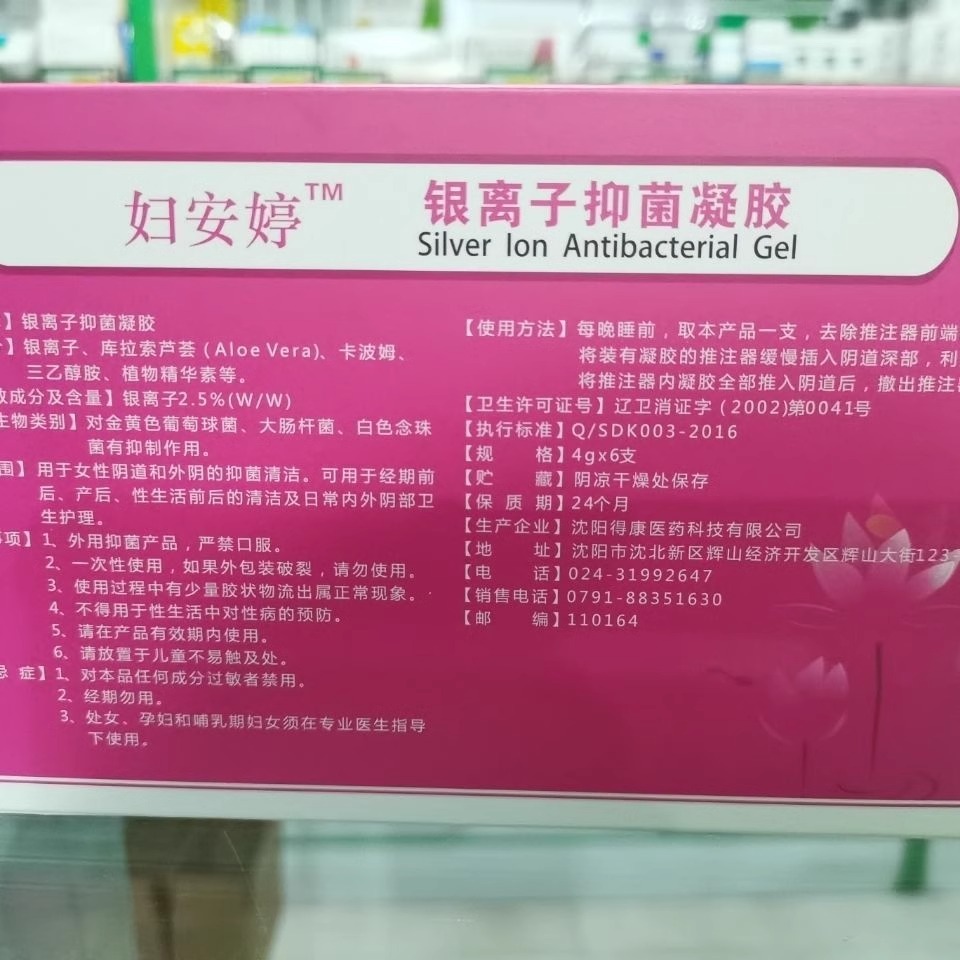 妇安婷™
银离子抑菌凝胶
Silver Ion Antibacterial Gel
】银离子抑菌凝胶
】银离子、库拉索芦荟（Aloe Vera）、卡波姆、
三乙醇胺、植物精华素等。
效成分及含量】银离子2.5%(W/W)
生物类别】对金黄色葡萄球菌、大肠杆菌、白色念珠
菌有抑制作用。
围】用于女性阴道和外阴的抑菌清洁。可用于经期前
后、产后、性生活前后的清洁及日常内外阴部卫
生护理。
事项】1、外用抑菌产品，严禁口服。
2、一次性使用，如果外包装破裂，请勿使用。
3、使用过程中有少量胶状物流出属正常现象。
4、不得用于性生活中对性病的预防。
5、请在产品有效期内使用。
6、请放置于儿童不易触及处。
忌 症】1、对本品任何成分过敏者禁用。
2、经期勿用。
3、处女、孕妇和哺乳期妇女须在专业医生指导
下使用。
【使用方法】每晚睡前，取本产品一支，去除推注器前端
将装有凝胶的推注器缓慢插入阴道深部，利
将推注器内凝胶全部推入阴道后，撤出推注器
【卫生许可证号】辽卫消证字（2002）第0041号
【执行标准】Q/SDK003-2016
【规 格】4gx6支
【贮 藏】阴凉干燥处保存
【保 质 期】24个月
【生产企业】沈阳得康医药科技有限公司
【地 址】沈阳市沈北新区辉山经济开发区辉山大街123-
【电 话】024-31992647
【销售电话】0791-88351630
【邮 编】110164